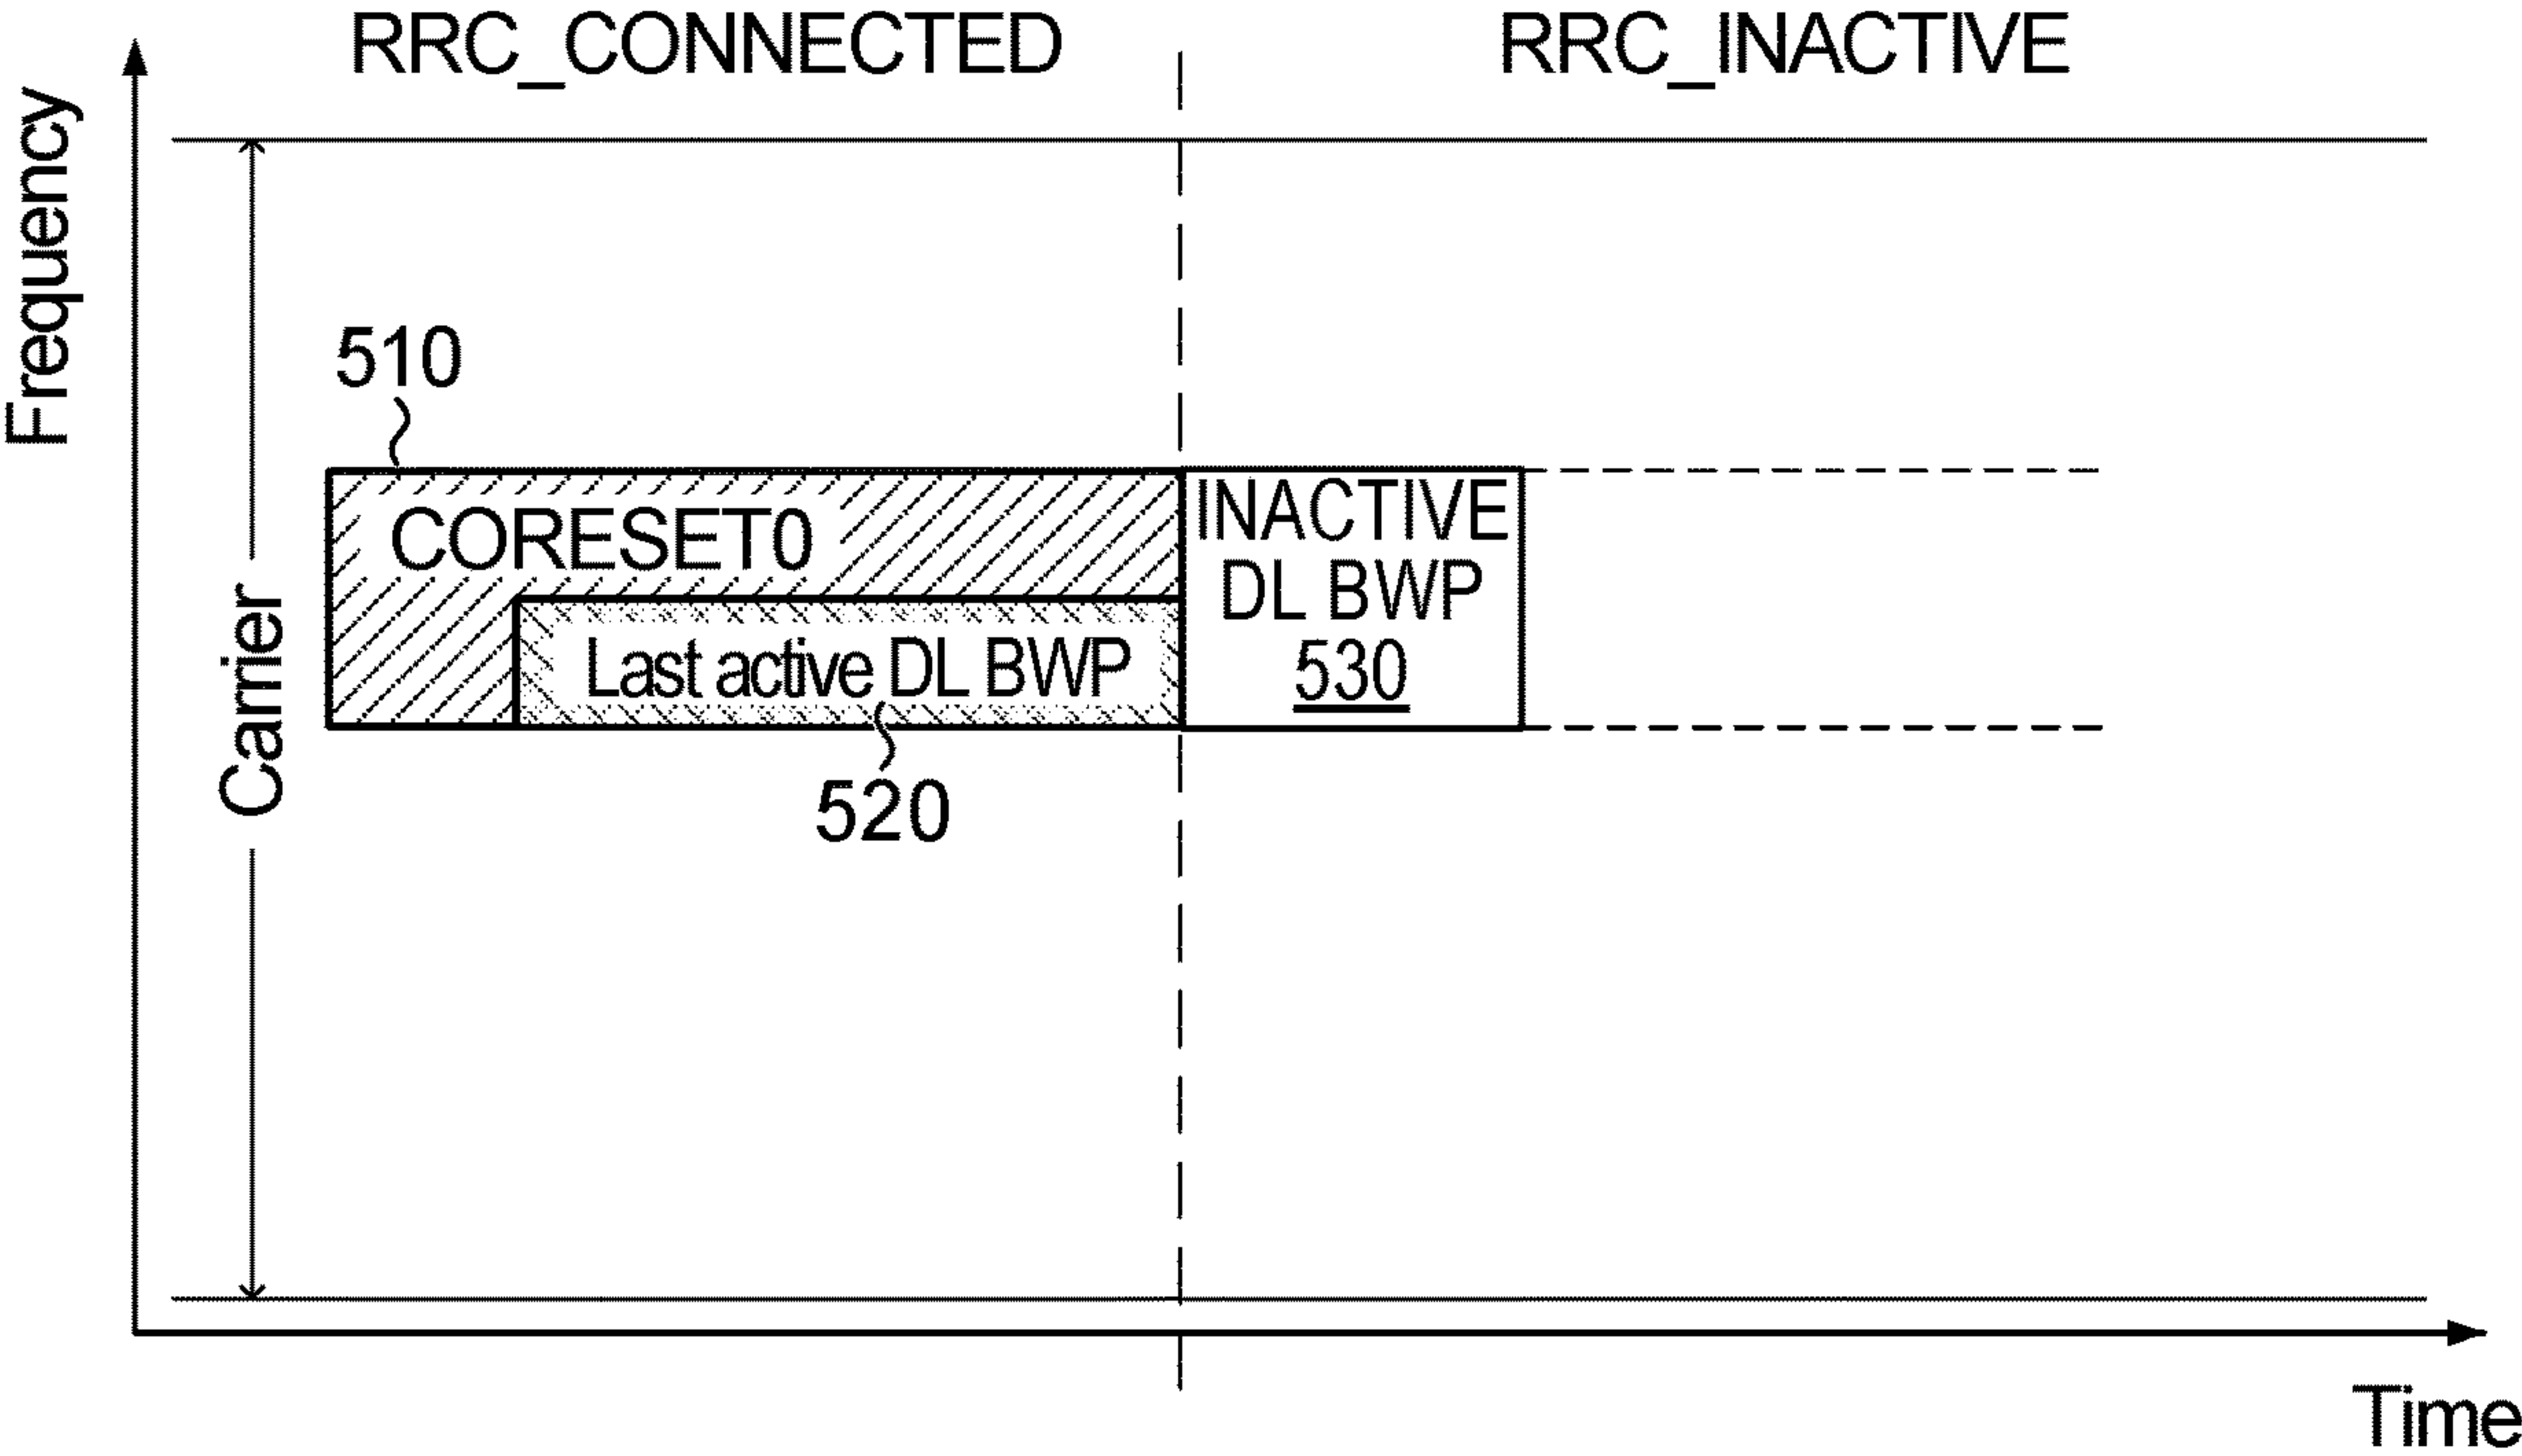 RRC_CONNECTED
RRC_INACTIVE
Frequency
Carrier
510
CORESET0
Last active DL BWP
520
INACTIVE
DL BWP
530
Time